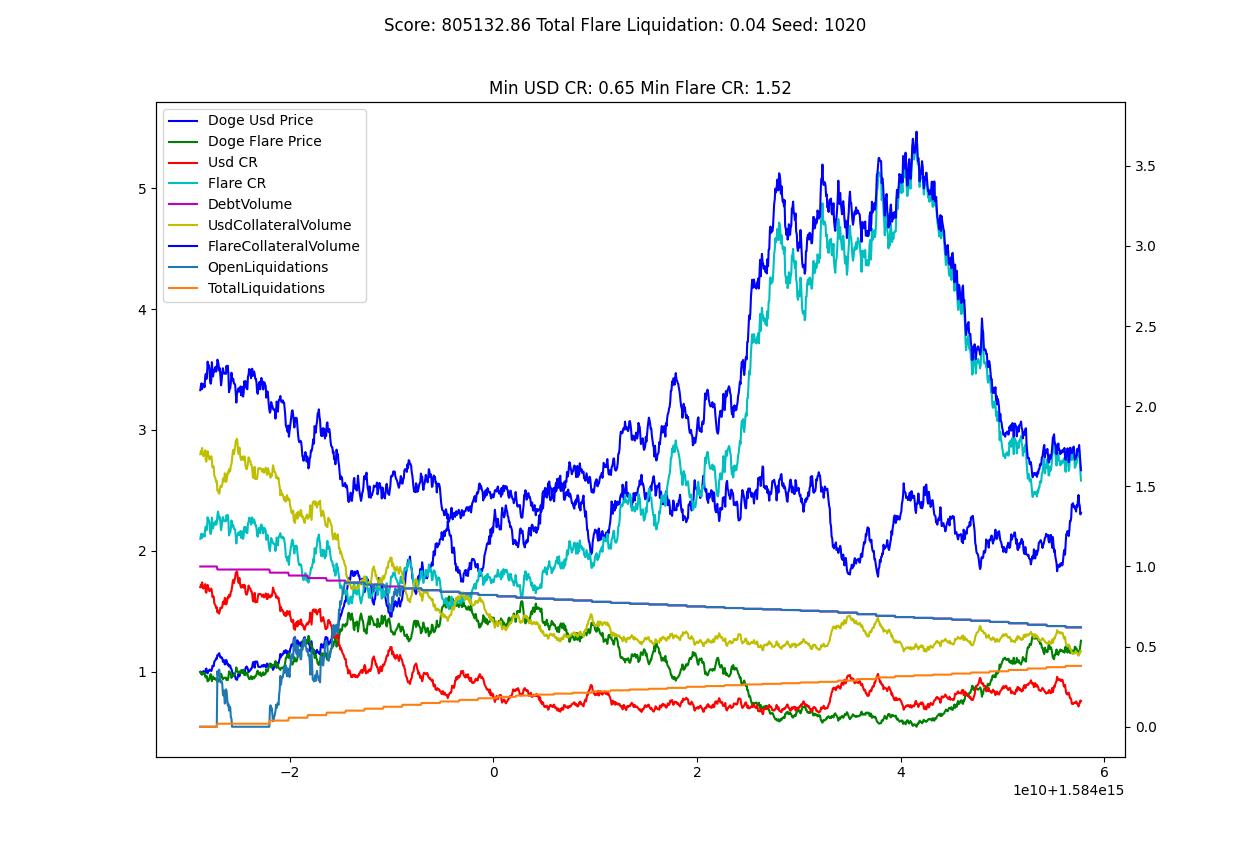 Score: 805132.86 Total Flare Liquidation: 0.04 Seed: 1020
Min USD CR: 0.65 Min Flare CR: 1.52
Doge Usd Price
Doge Flare Price
Usd CR
Flare CR
DebtVolume
UsdCollateralVolume
FlareCollateralVolume
OpenLiquidations
TotalLiquidations
5
4
3
2
1
3.5
3.0
2.5
2.0
1.5
1.0
0.5
0.0
−2 0 2 4 6
1e10+1.584e15